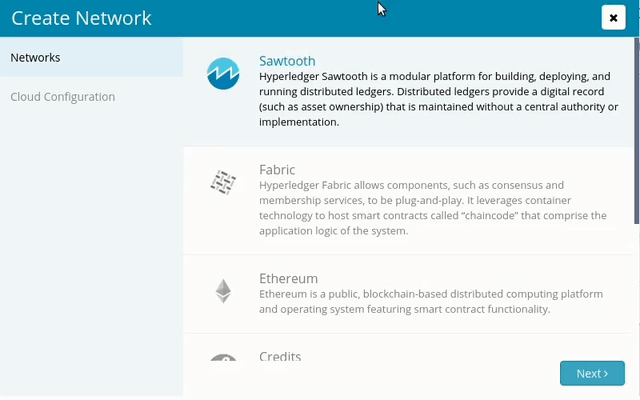 Create Network
Networks
Cloud Configuration
Sawtooth
Hyperledger Sawtooth is a modular platform for building, deploying, and
running distributed ledgers. Distributed ledgers provide a digital record
(such as asset ownership) that is maintained without a central authority or
implementation.
Fabric
Hyperledger Fabric allows components, such as consensus and
membership services, to be plug-and-play. It leverages container
technology to host smart contracts called “chaincode” that comprise the
application logic of the system.
Ethereum
Ethereum is a public, blockchain-based distributed computing platform
and operating system featuring smart contract functionality.
Credits
Next